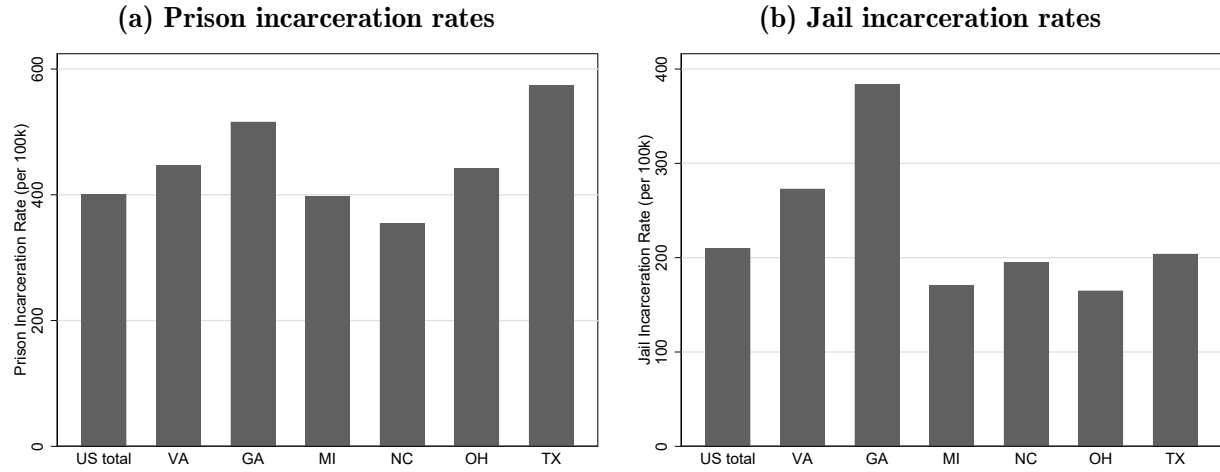 (a) Prison incarceration rates
Prison Incarceration Rate (per 100k)
600
400
200
0
US total VA GA MI NC OH TX
(b) Jail incarceration rates
Jail Incarceration Rate (per 100k)
400
300
200
100
0
US total VA GA MI NC OH TX